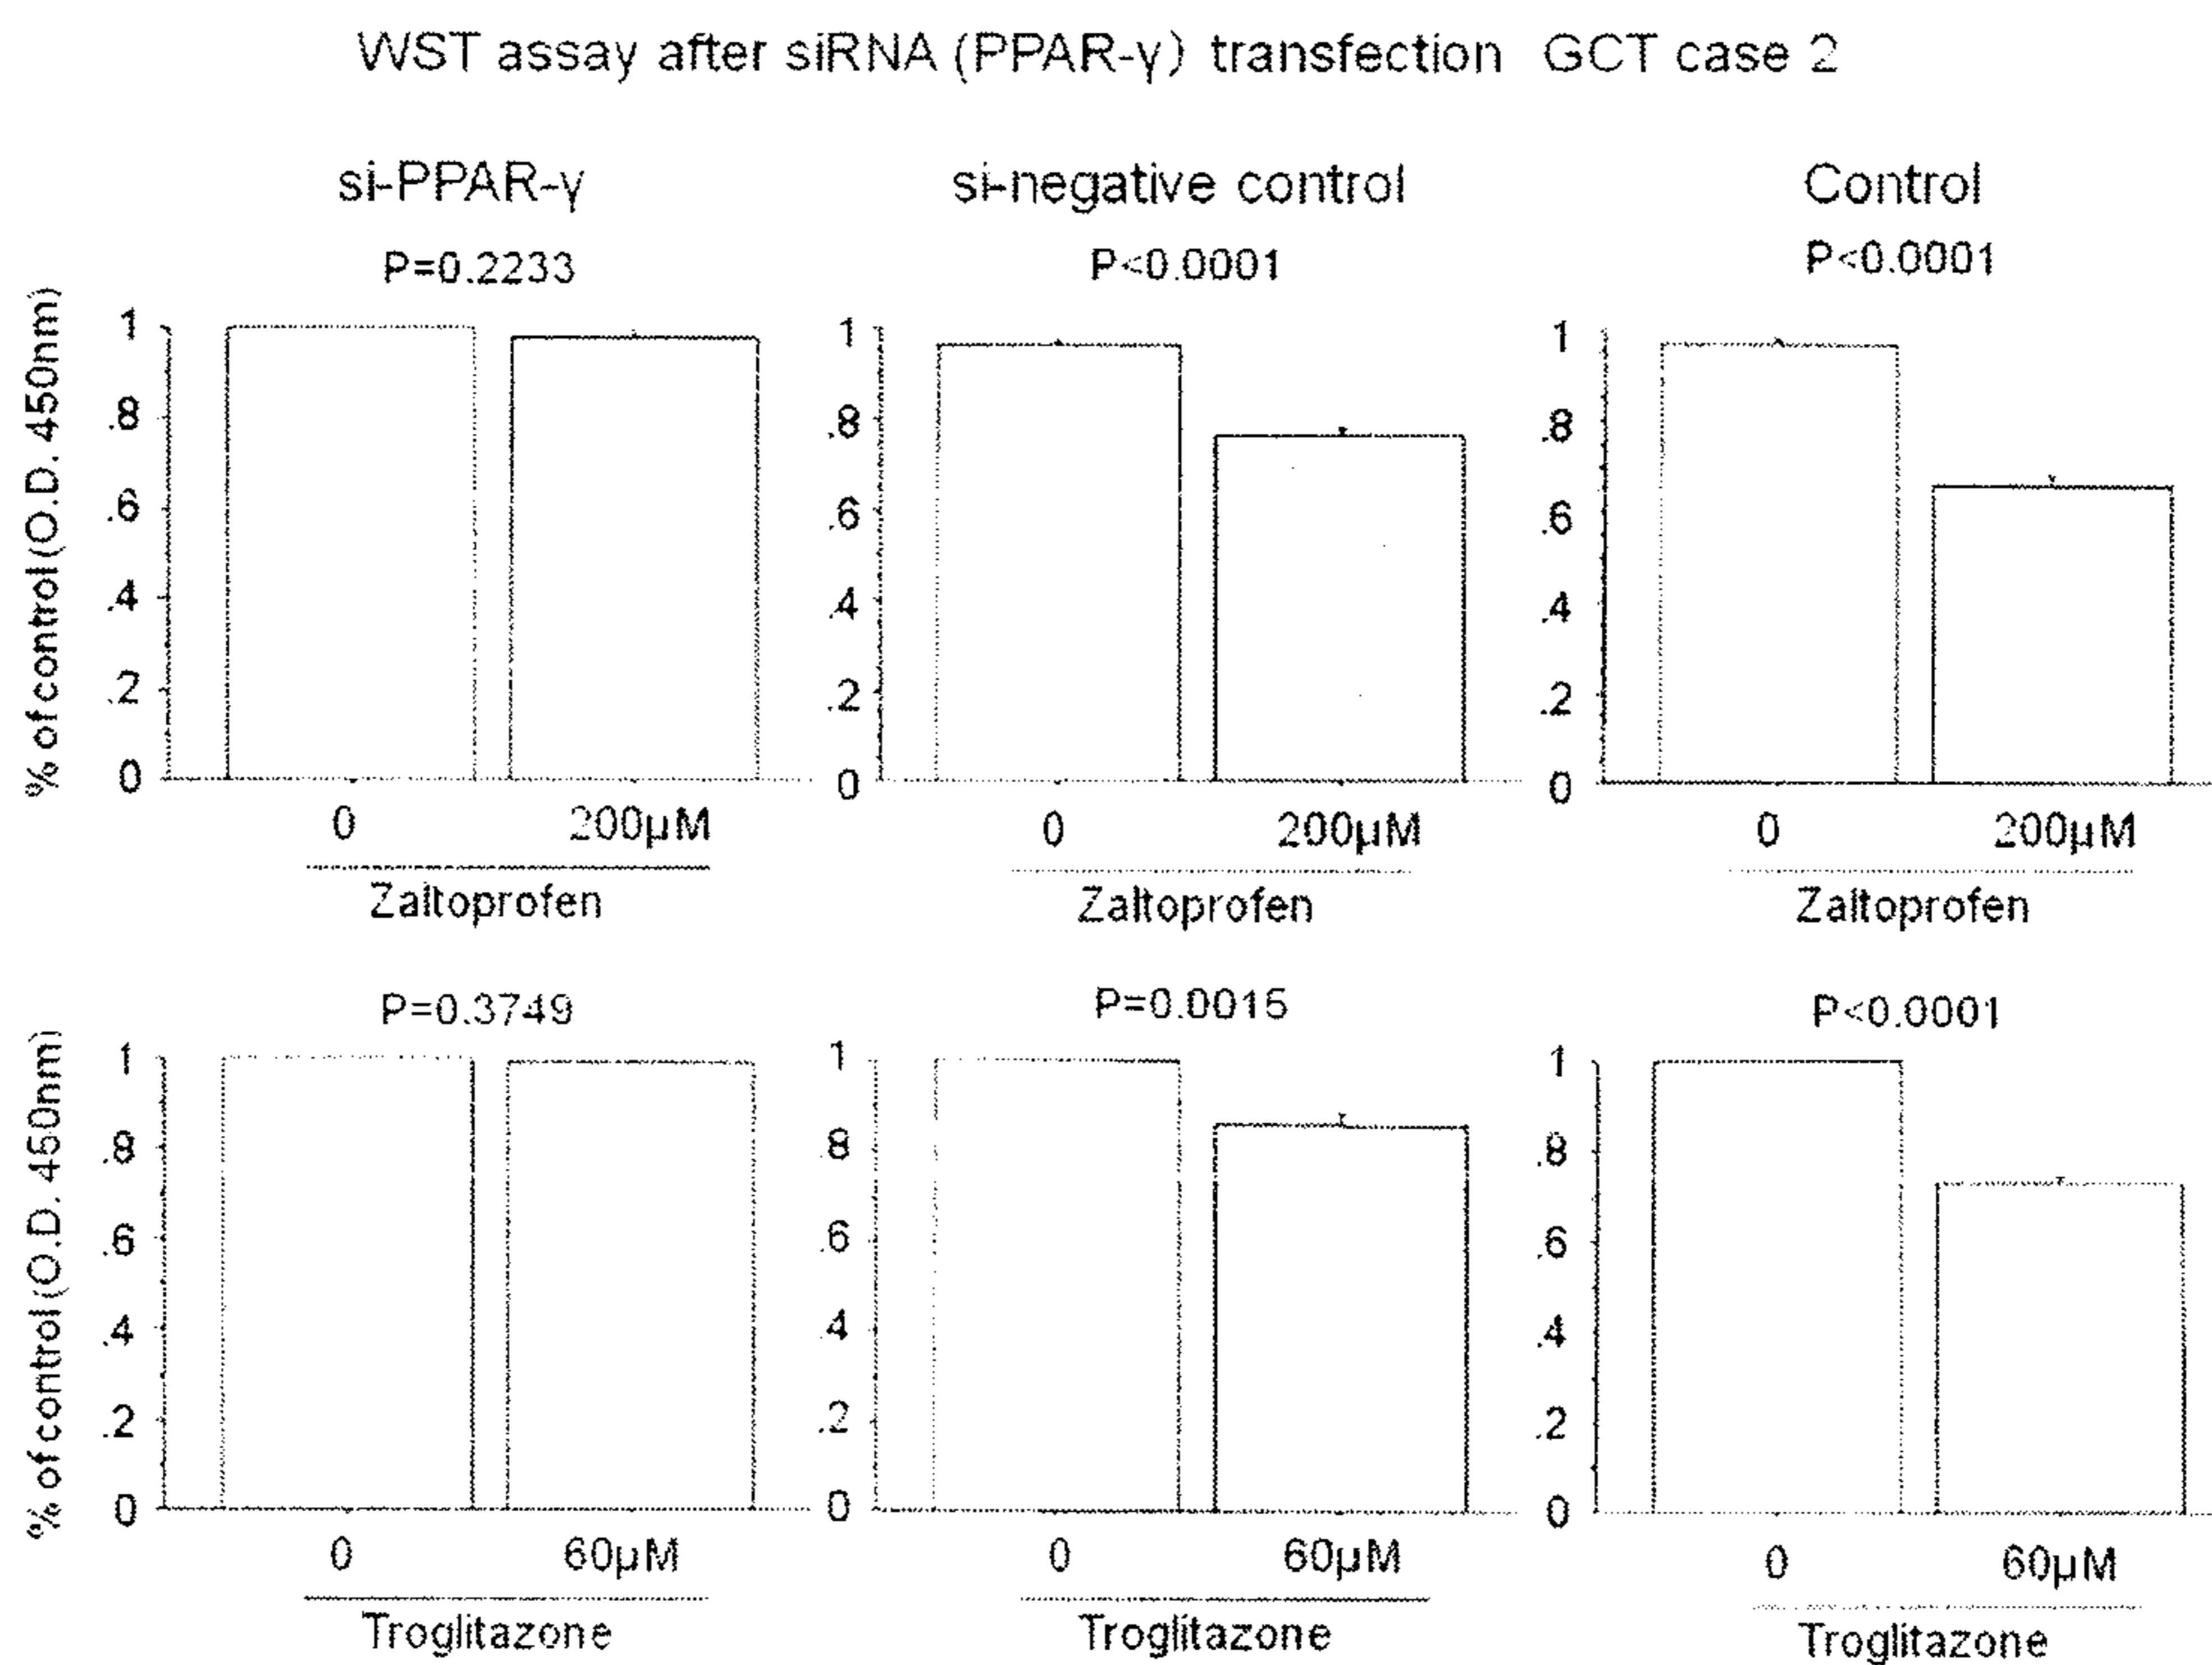 WST assay after siRNA (PPAR-γ) transfection GCT case 2
si-PPAR-γ si-negative control Control
P=0.2233 P<0.0001 P<0.0001
% of control (O.D. 450nm)
1 .8 .6 .4 .2 0
1 .8 .6 .4 .2 0
1 .8 .6 .4 .2 0
0 200μM 0 200μM 0 200μM
Zaltoprofen Zaltoprofen Zaltoprofen
P=0.3749 P=0.0015 P<0.0001
% of control (O.D. 450nm)
1 .8 .6 .4 .2 0
1 .8 .6 .4 .2 0
1 .8 .6 .4 .2 0
0 60μM 0 60μM 0 60μM
Troglitazone Troglitazone Troglitazone